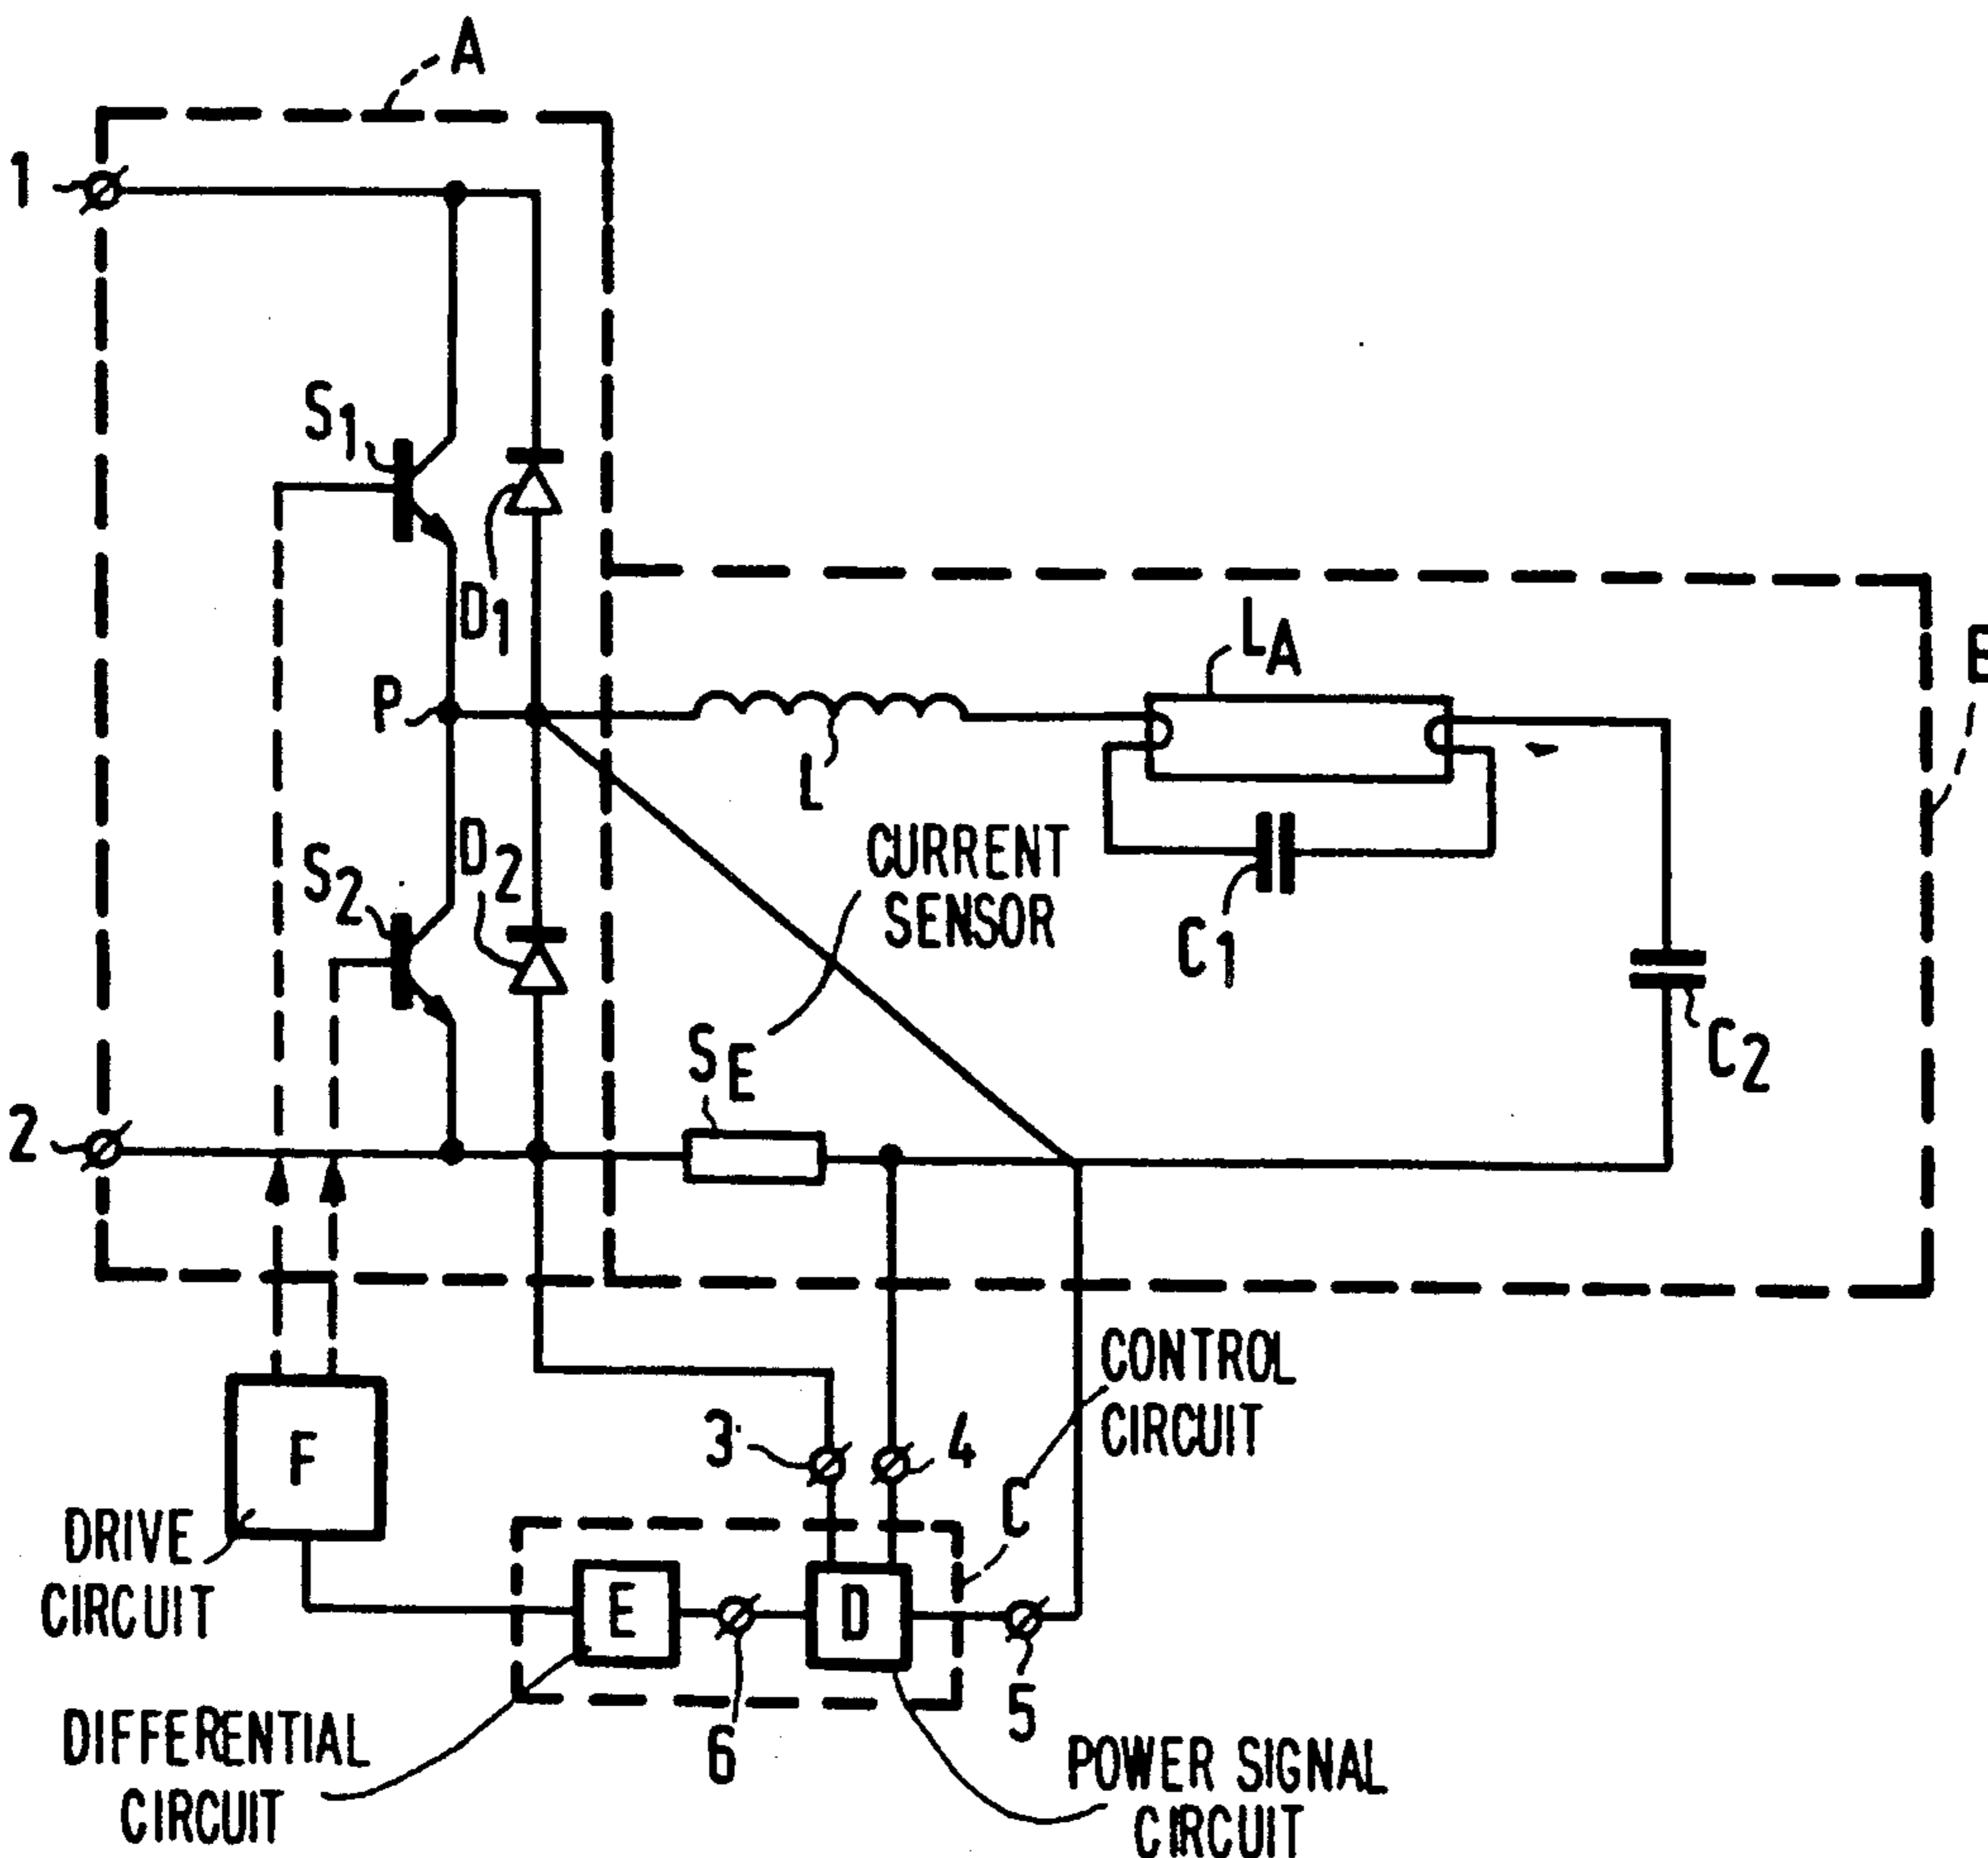 A
1
S1
D1
P
L
LA
B
S2
D2
CURRENT
SENSOR
C1
C2
SE
2
F
DRIVE
CIRCUIT
3
4
CONTROL
CIRCUIT
C
E
D
5
6
DIFFERENTIAL
CIRCUIT
POWER SIGNAL
CIRCUIT